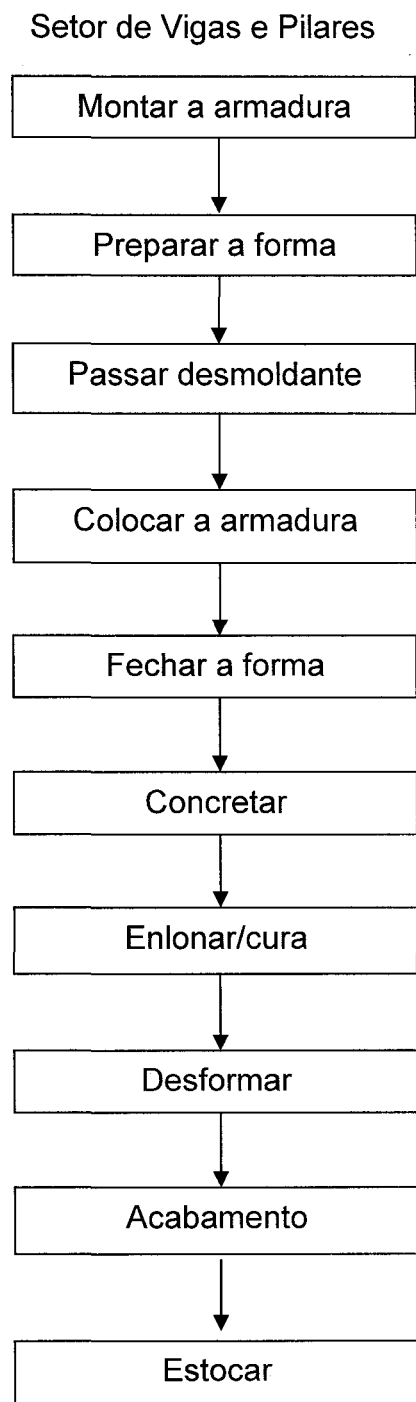 Setor de Vigas e Pilares
Montar a armadura
Preparar a forma
Passar desmoldante
Colocar a armadura
Fechar a forma
Concretar
Enlonar/cura
Desformar
Acabamento
Estocar